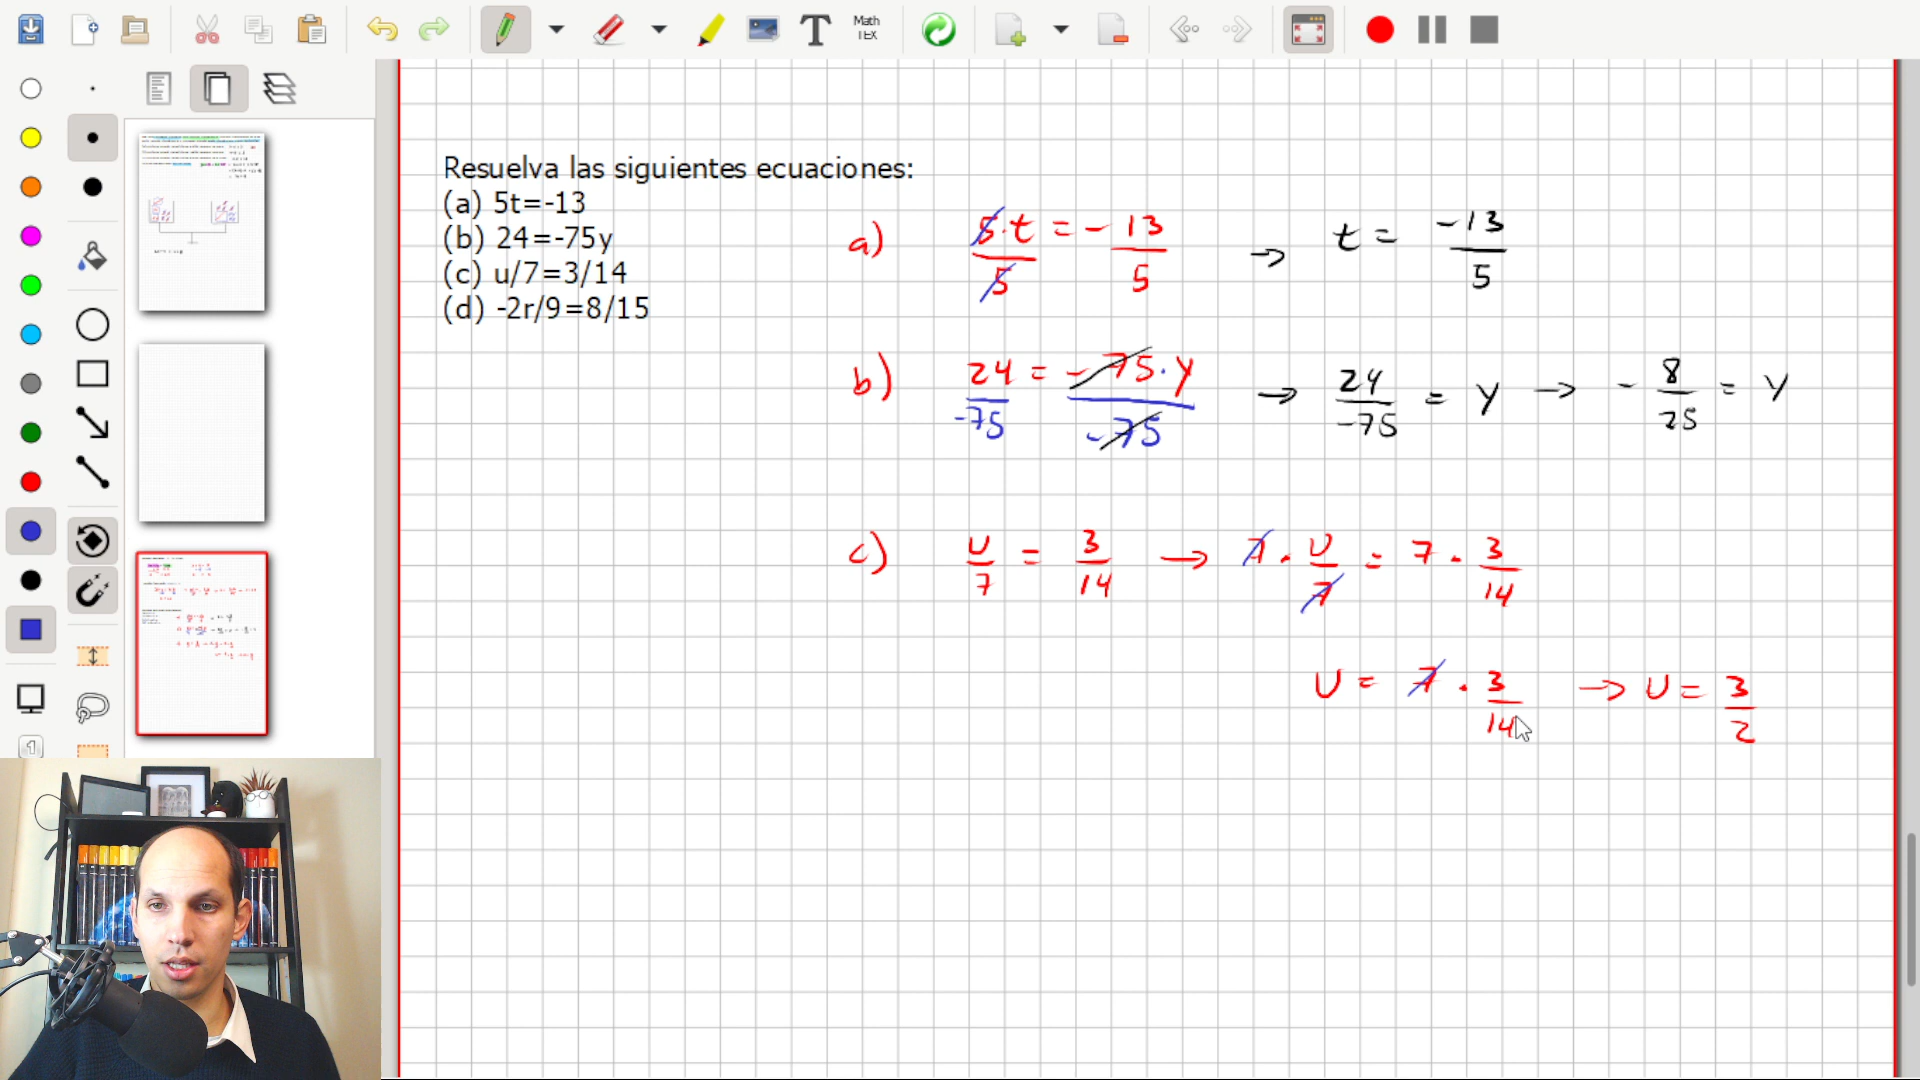 Math
TEX
Resuelva las siguientes ecuaciones:
(a) 5t=-13
(b) 24=-75y
(c) u/7=3/14
(d) -2r/9=8/15
a) 5·t/5 = -13/5 → t = -13/5
b) 24/-75 = -75·y/-75 → 24/-75 = y → -8/25 = y
c) u/7 = 3/14 → 7·u/7 = 7·3/14
u = 7·3/14 → u = 3/2
1